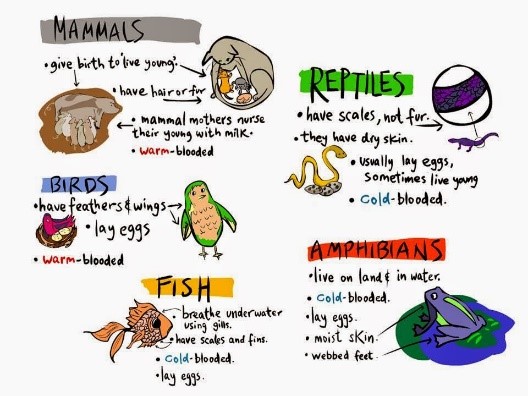 MAMMALS
• give birth to 'live young'.
• have hair or fur
• mammal mothers nurse
their young with milk.
• warm-blooded
BIRDS
• have feathers & wings
• lay eggs
• warm-blooded
FISH
• breathe underwater
using gills.
• have scales and fins.
• cold-blooded.
• lay eggs.
REPTILES
• have scales, not fur.
• they have dry skin.
• usually lay eggs,
sometimes live young
• cold-blooded.
AMPHIBIANS
• live on land & in water.
• cold-blooded.
• lay eggs.
• moist skin.
• webbed feet